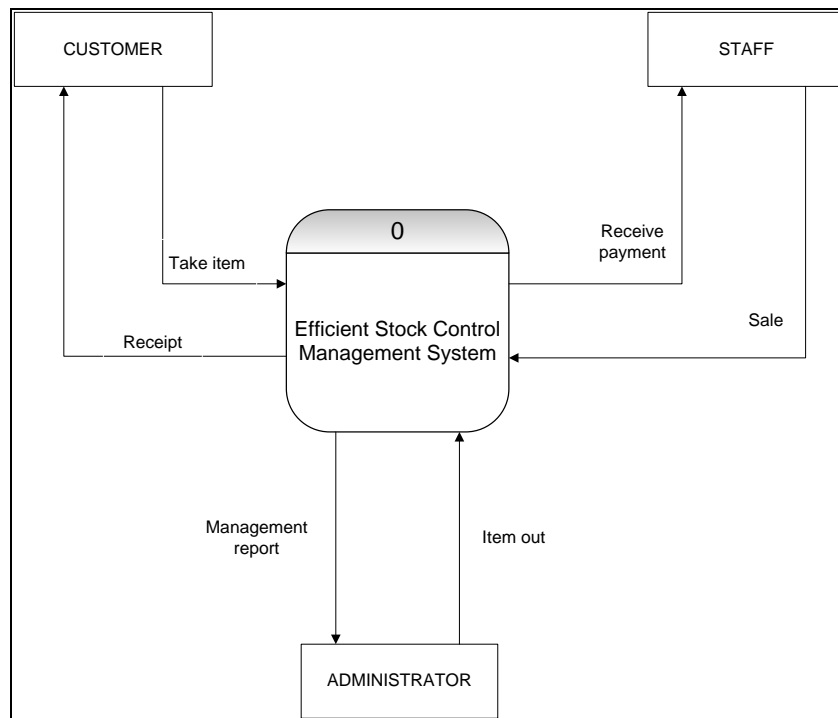 CUSTOMER
STAFF
0
Receive
payment
Take item
Sale
Efficient Stock Control
Management System
Receipt
Management
report
Item out
ADMINISTRATOR